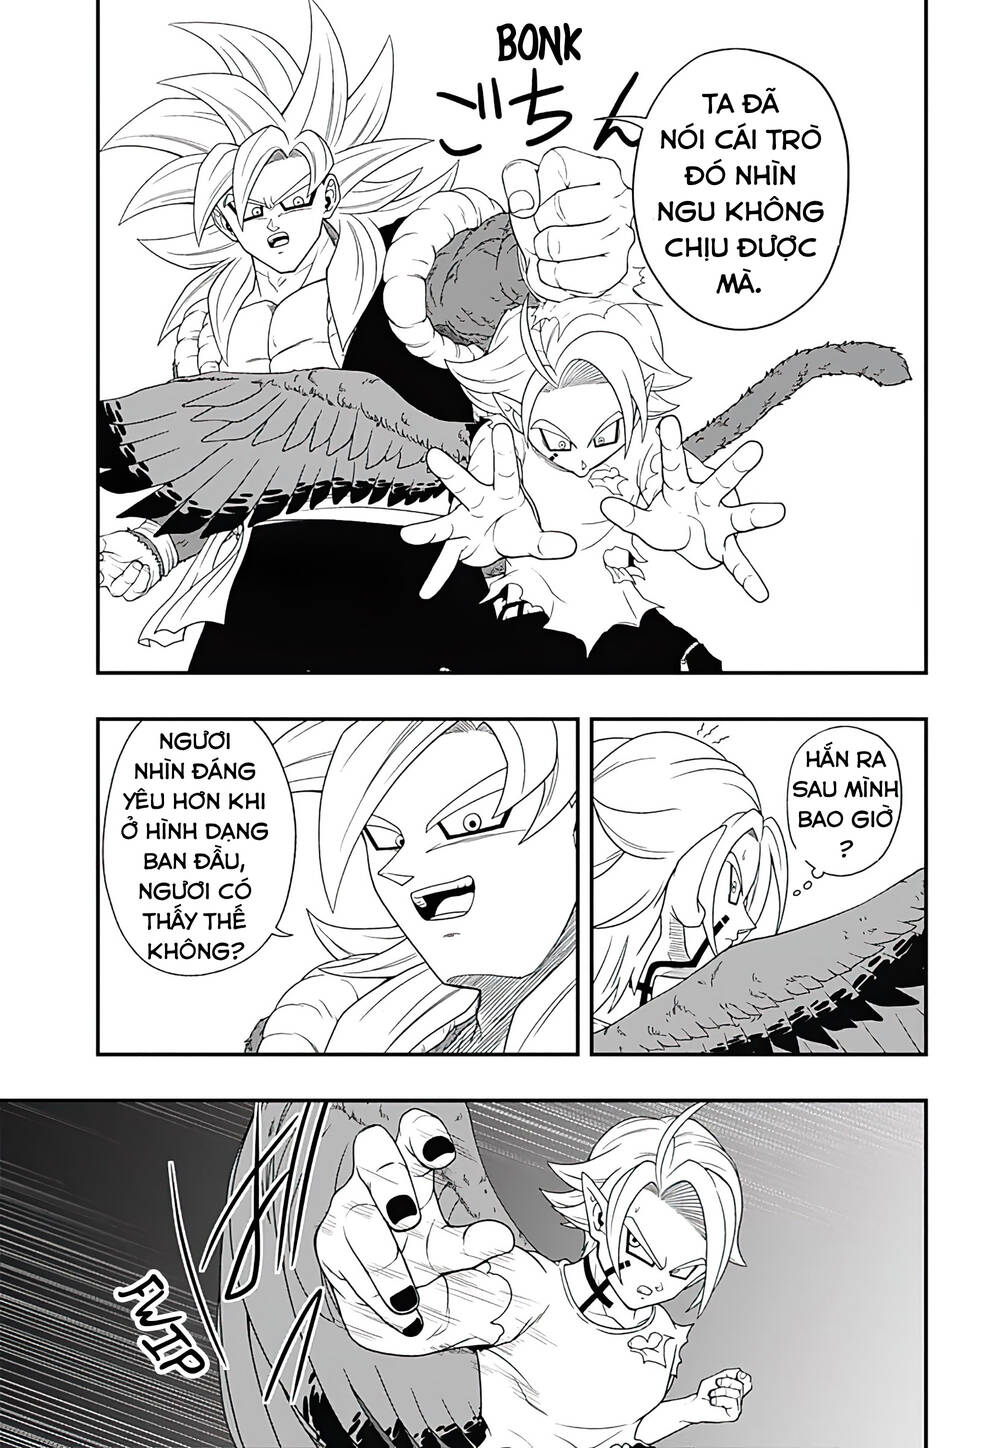 BONK
ごちん
TA ĐÃ
NÓI CÁI TRÒ
ĐÓ NHÌN
NGU KHÔNG
CHỊU ĐƯỢC
MÀ.
HẮN RA
SAU MÌNH
BAO GIỜ
?
NGƯƠI
NHÌN ĐÁNG
YÊU HƠN KHI
Ở HÌNH DẠNG
BAN ĐẦU,
NGƯƠI CÓ
THẤY THẾ
KHÔNG?
FWIP